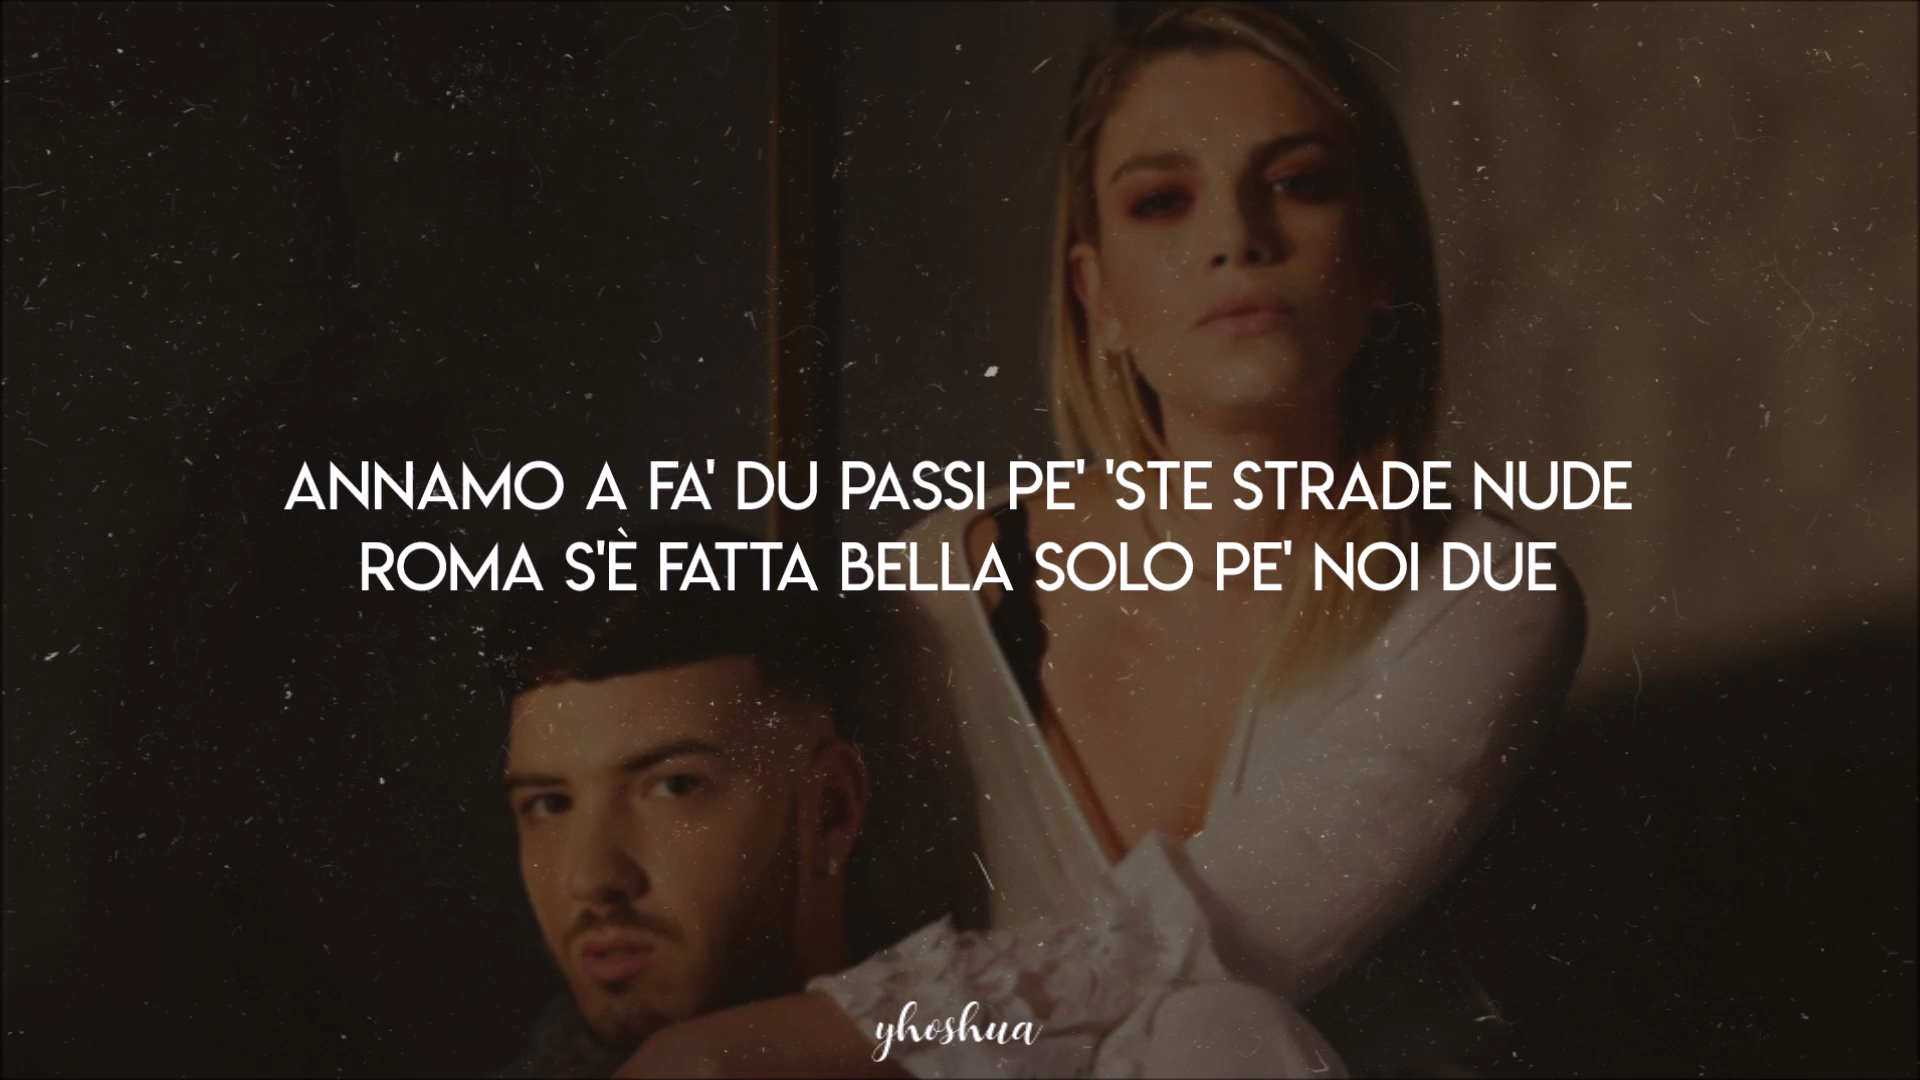 ANNAMO A FA' DU PASSI PE' 'STE STRADE NUDE
ROMA S'È FATTA BELLA SOLO PE' NOI DUE
yhoshua